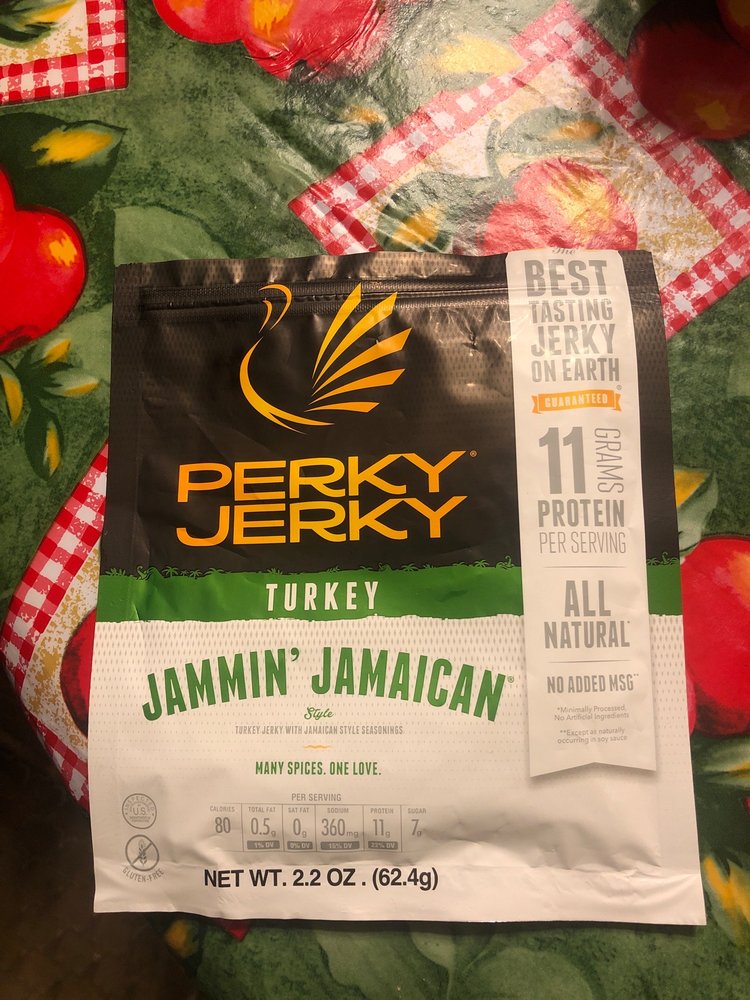 The
BEST
TASTING
JERKY
ON EARTH®
GUARANTEED
11
GRAMS
PROTEIN
PER SERVING
ALL
NATURAL*
NO ADDED MSG**
*Minimally Processed,
No Artificial Ingredients
**Except as naturally
occurring in soy sauce
PERKY®
JERKY
TURKEY
JAMMIN' JAMAICAN®
Style
TURKEY JERKY WITH JAMAICAN STYLE SEASONINGS
MANY SPICES. ONE LOVE.
PER SERVING
CALORIES TOTAL FAT SAT FAT SODIUM PROTEIN SUGAR
80 0.5g 0g 360mg 11g 7g
1% DV 0% DV 15% DV 22% DV
U.S.
GLUTEN-FREE
NET WT. 2.2 OZ. (62.4g)